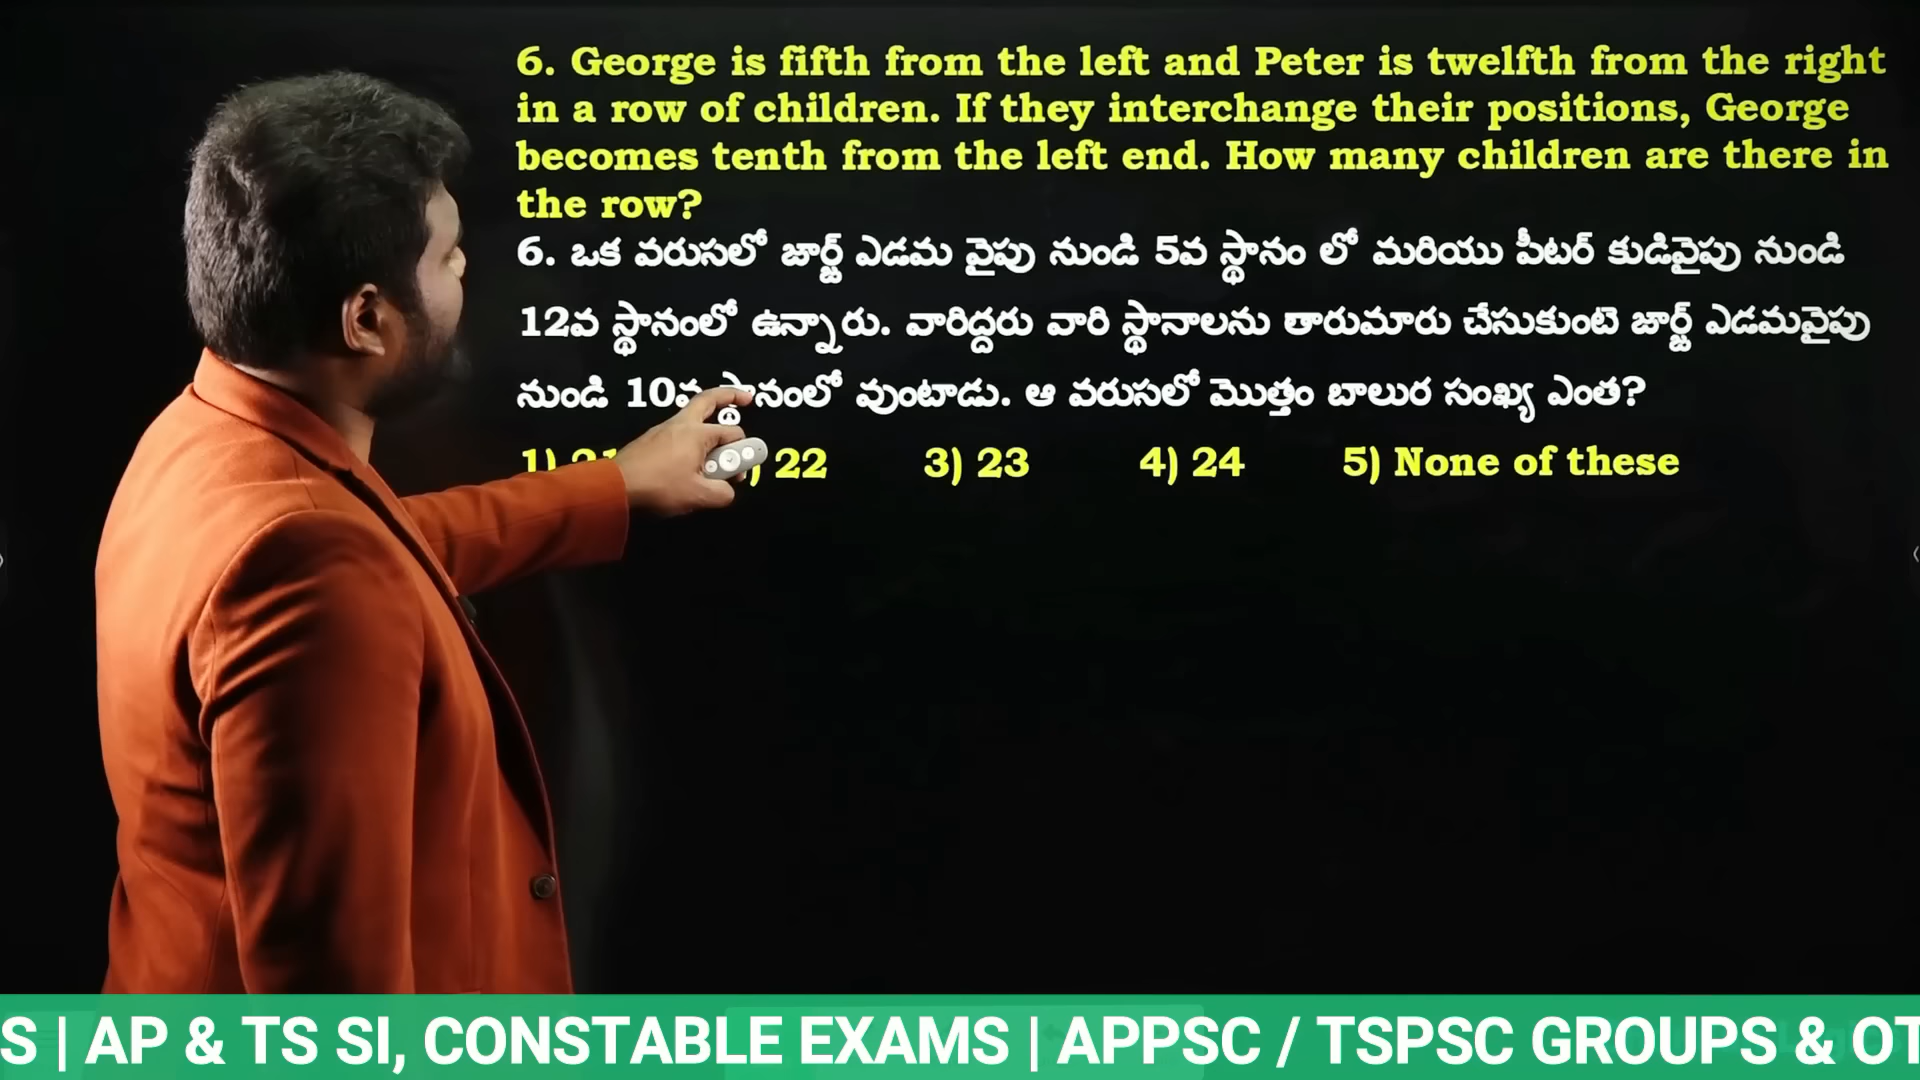 6. George is fifth from the left and Peter is twelfth from the right
in a row of children. If they interchange their positions, George
becomes tenth from the left end. How many children are there in
the row?
6. ఒక వరుసలో జార్జ్ ఎడమ వైపు నుండి 5వ స్థానం లో మరియు పీటర్ కుడివైపు నుండి
12వ స్థానంలో ఉన్నారు. వారిద్దరు వారి స్థానాలను తారుమారు చేసుకుంటె జార్జ్ ఎడమవైపు
నుండి 10వ స్థానంలో వుంటాడు. ఆ వరుసలో మొత్తం బాలుర సంఖ్య ఎంత?
1) 21 ) 22 3) 23 4) 24 5) None of these
S | AP & TS SI, CONSTABLE EXAMS | APPSC / TSPSC GROUPS & OT